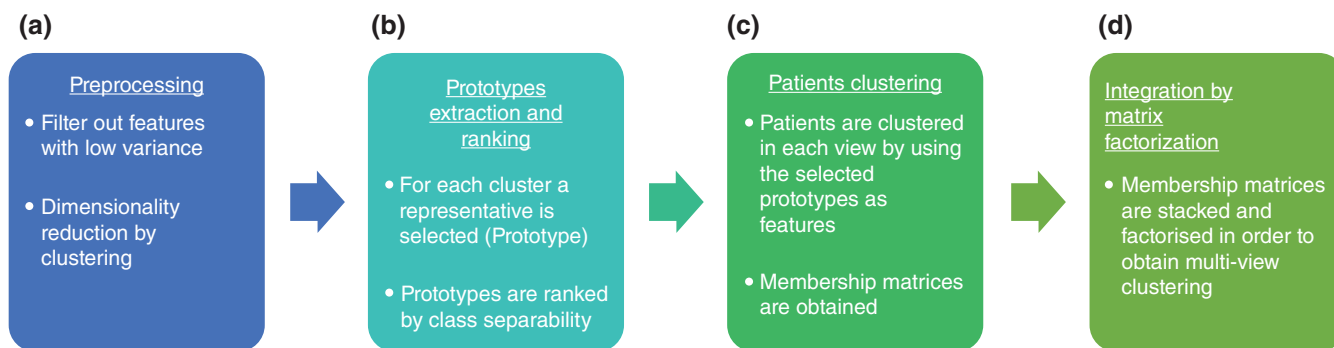 (a)
Preprocessing
• Filter out features
with low variance
• Dimensionality
reduction by
clustering
(b)
Prototypes
extraction and
ranking
• For each cluster a
representative is
selected (Prototype)
• Prototypes are ranked
by class separability
(c)
Patients clustering
• Patients are clustered
in each view by using
the selected
prototypes as
features
• Membership matrices
are obtained
(d)
Integration by
matrix
factorization
• Membership matrices
are stacked and
factorised in order to
obtain multi-view
clustering